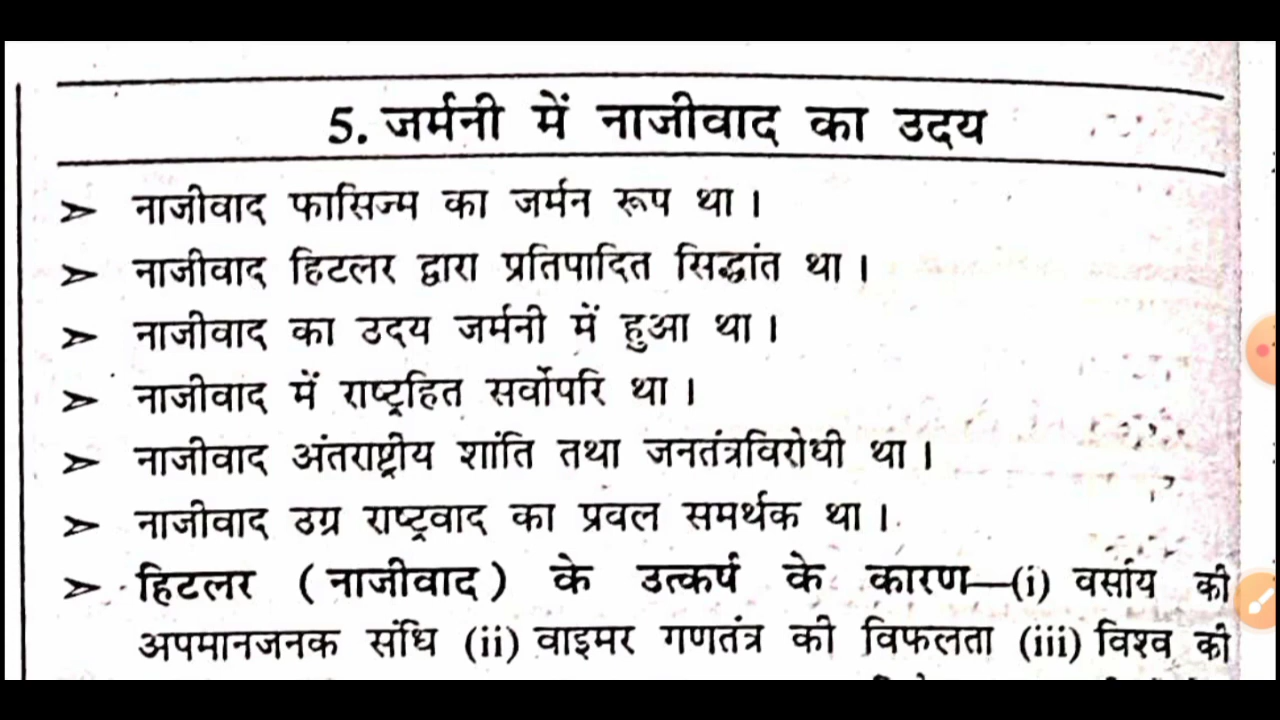 5. जर्मनी में नाजीवाद का उदय
➢ नाजीवाद फासिज्म का जर्मन रूप था।
➢ नाजीवाद हिटलर द्वारा प्रतिपादित सिद्धांत था।
➢ नाजीवाद का उदय जर्मनी में हुआ था।
➢ नाजीवाद में राष्ट्रहित सर्वोपरि था।
➢ नाजीवाद अंतराष्ट्रीय शांति तथा जनतंत्रविरोधी था।
➢ नाजीवाद उग्र राष्ट्रवाद का प्रवल समर्थक था।
➢ हिटलर (नाजीवाद) के उत्कर्ष के कारण—(i) वर्साय की
अपमानजनक संधि (ii) वाइमर गणतंत्र की विफलता (iii) विश्व की